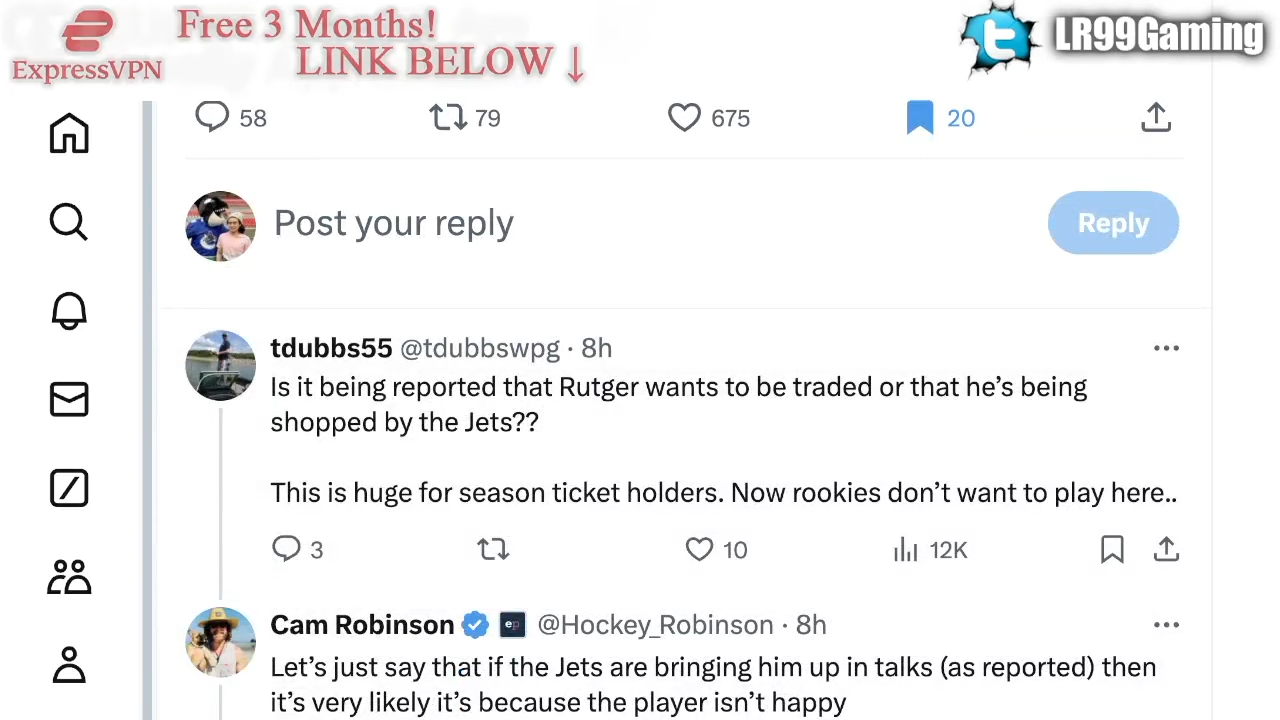 Free 3 Months!
LINK BELOW ↓
ExpressVPN
LR99Gaming
58 79 675 20
Post your reply
Reply
tdubbs55 @tdubbswpg · 8h
Is it being reported that Rutger wants to be traded or that he’s being
shopped by the Jets??
This is huge for season ticket holders. Now rookies don’t want to play here..
3 10 12K
Cam Robinson ep @Hockey_Robinson · 8h
Let’s just say that if the Jets are bringing him up in talks (as reported) then
it’s very likely it’s because the player isn’t happy